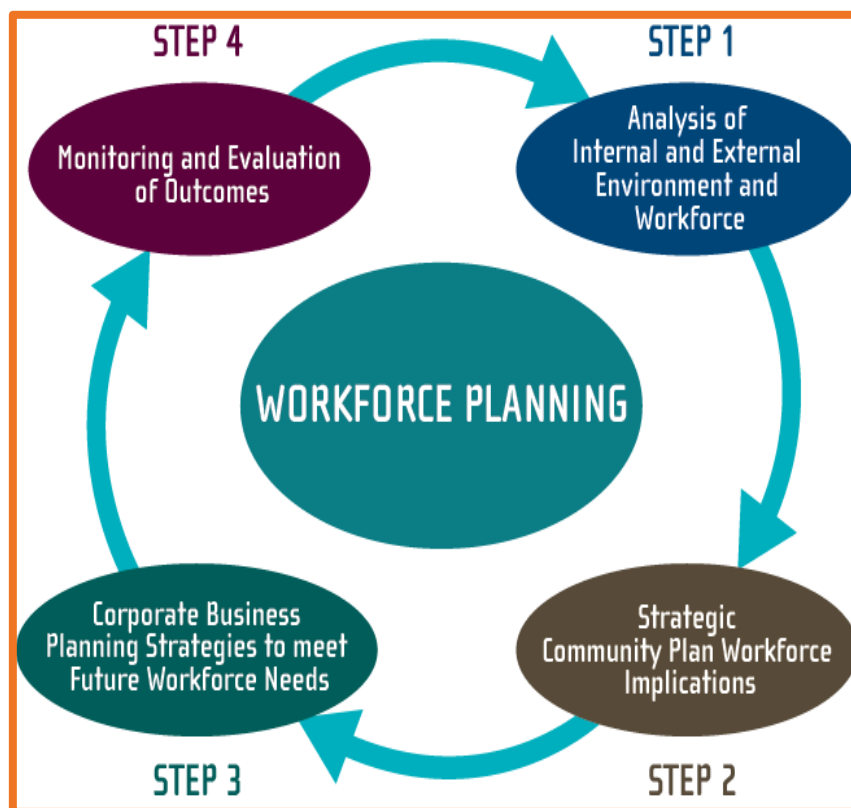 STEP 4
STEP 1
Monitoring and Evaluation
of Outcomes
Analysis of
Internal and External
Environment and
Workforce
WORKFORCE PLANNING
Corporate Business
Planning Strategies to meet
Future Workforce Needs
Strategic
Community Plan Workforce
Implications
STEP 3
STEP 2